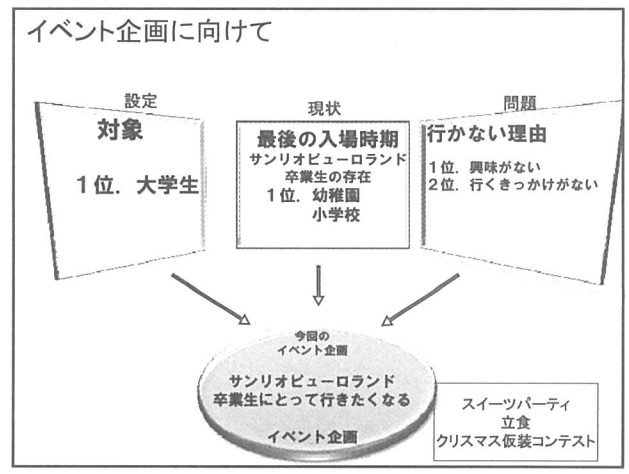 イベント企画に向けて
設定
対象
1位. 大学生
現状
最後の入場時期
サンリオピューロランド
卒業生の存在
1位. 幼稚園
小学校
問題
行かない理由
1位. 興味がない
2位. 行くきっかけがない
今回の
イベント企画
サンリオピューロランド
卒業生にとって行きたくなる
イベント企画
スイーツパーティ
立食
クリスマス仮装コンテスト